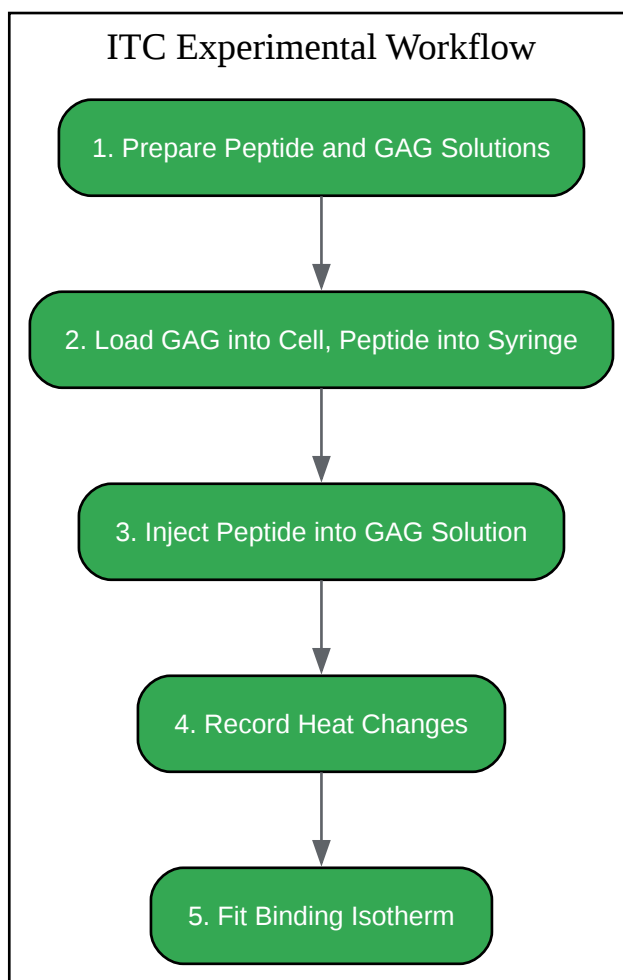 ITC Experimental Workflow
1. Prepare Peptide and GAG Solutions
2. Load GAG into Cell, Peptide into Syringe
3. Inject Peptide into GAG Solution
4. Record Heat Changes
5. Fit Binding Isotherm